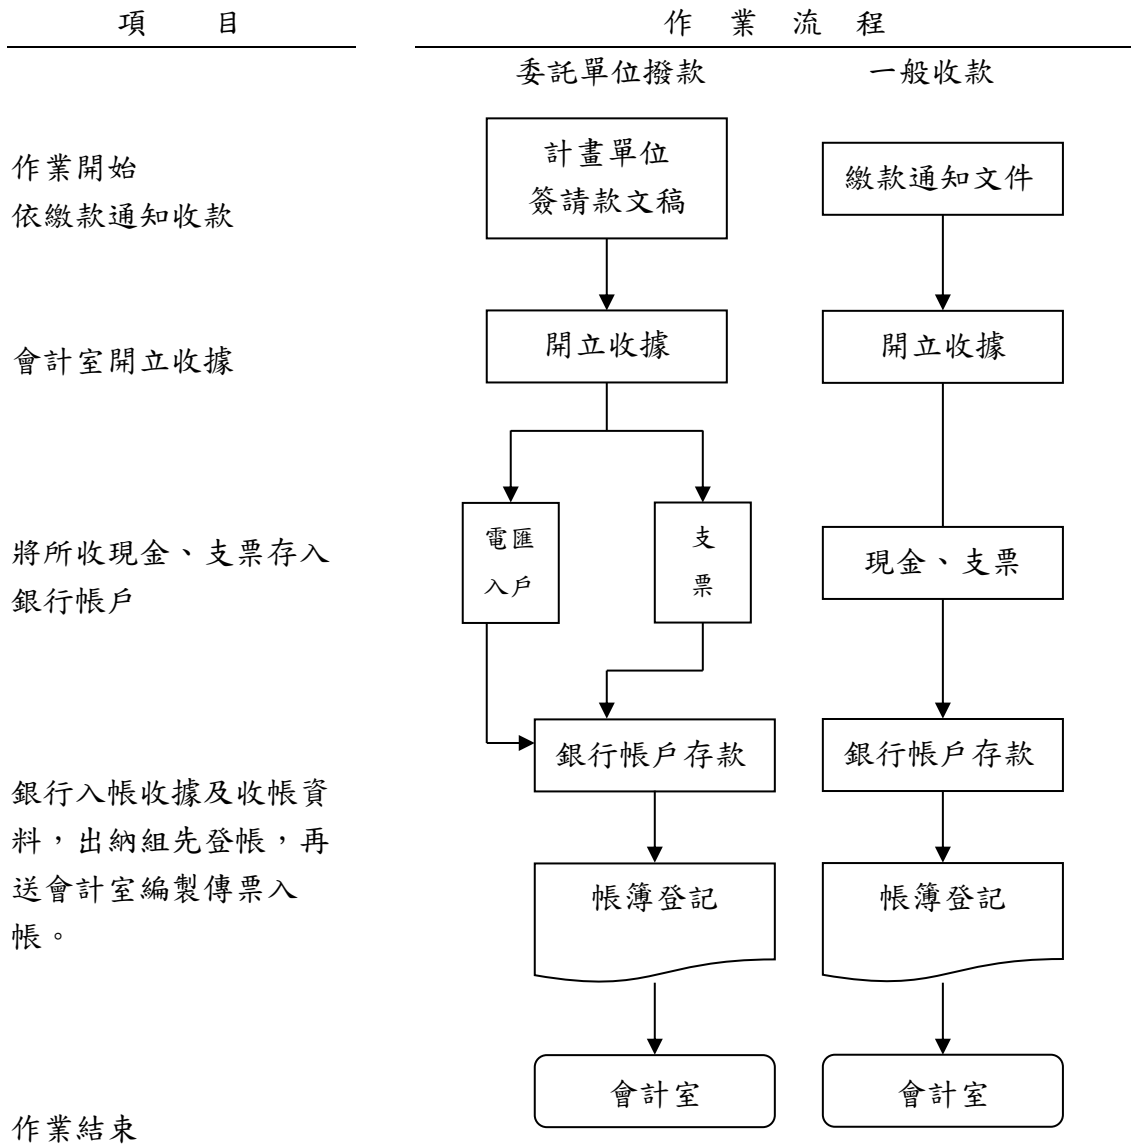 項 目
作 業 流 程
委託單位撥款
一般收款
作業開始
依繳款通知收款
計畫單位
簽請款文稿
繳款通知文件
會計室開立收據
開立收據
開立收據
將所收現金、支票存入
銀行帳戶
電匯
入戶
支
票
現金、支票
銀行帳戶存款
銀行帳戶存款
銀行入帳收據及收帳資
料，出納組先登帳，再
送會計室編製傳票入
帳。
帳簿登記
帳簿登記
會計室
會計室
作業結束